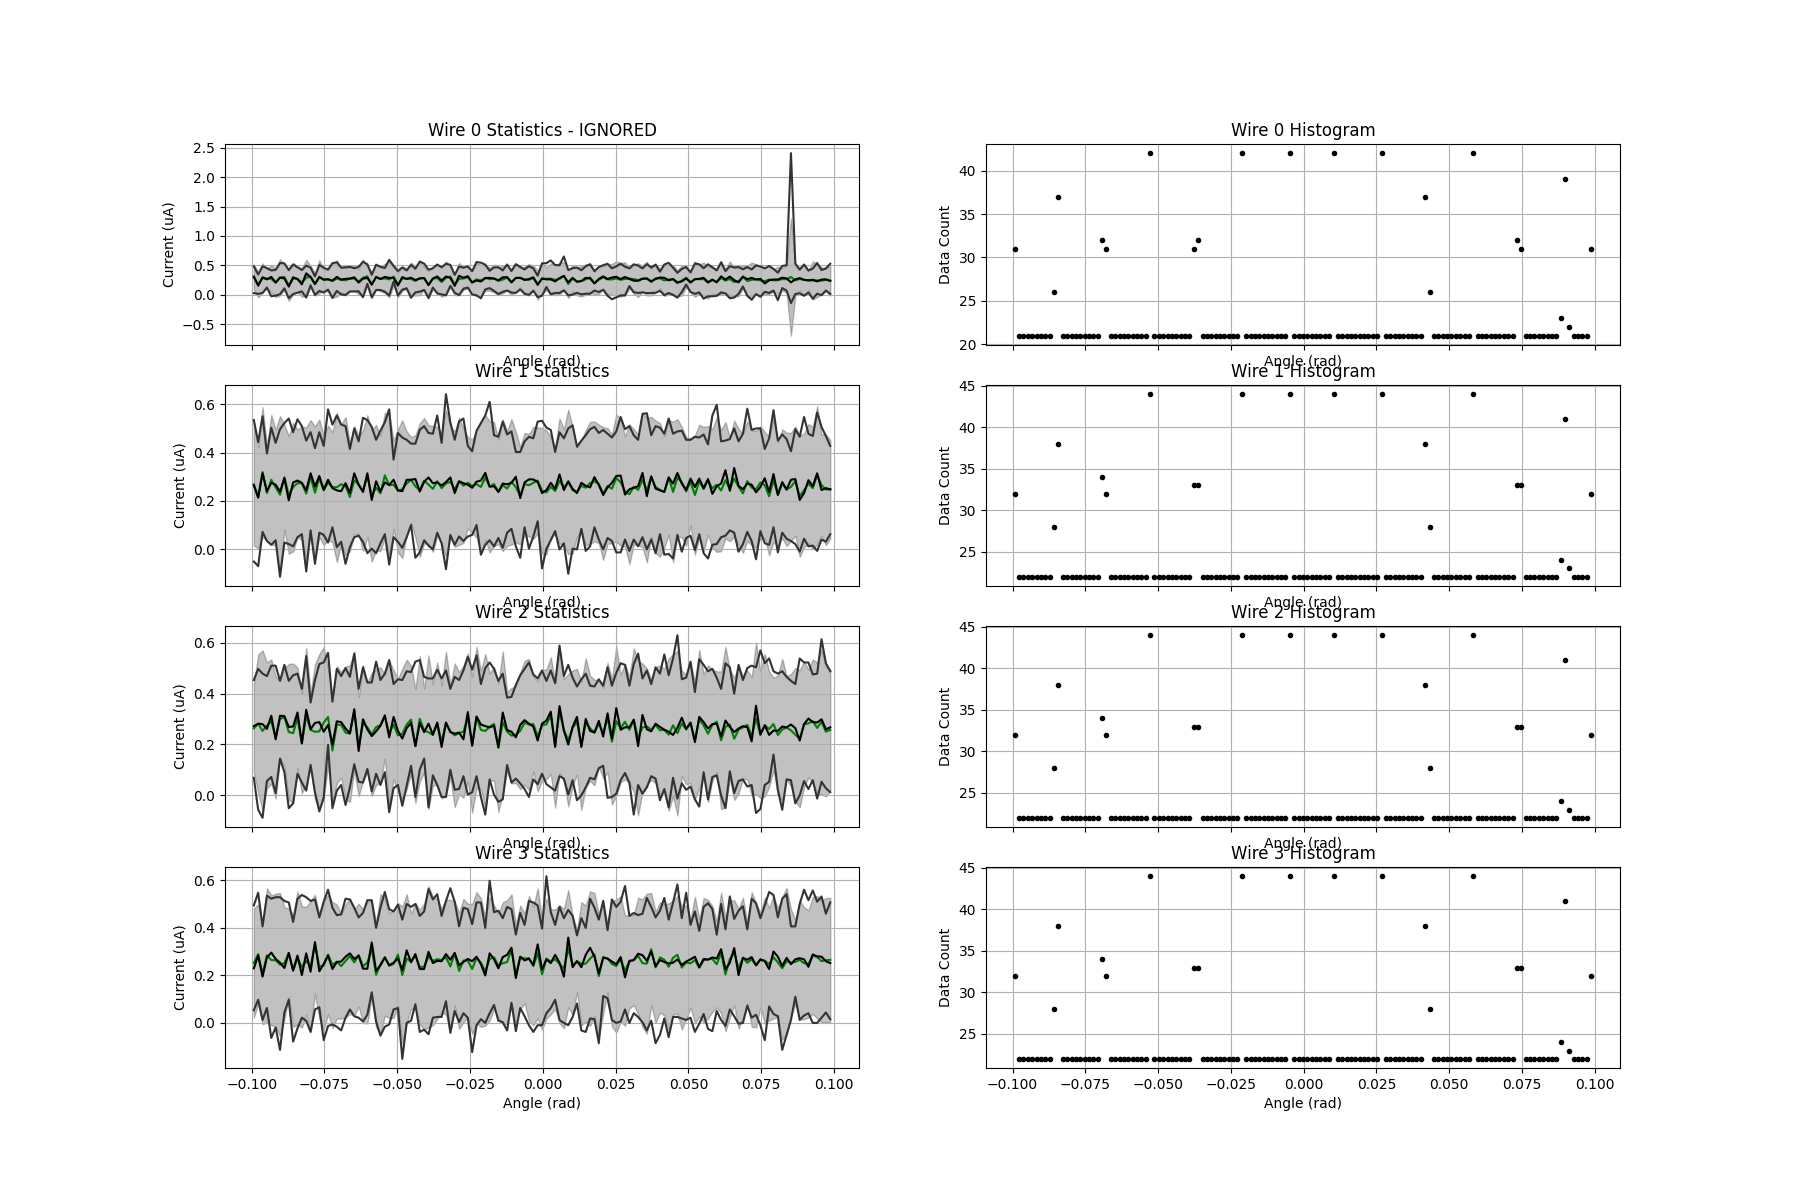 Wire 0 Statistics - IGNORED
Current (uA)
2.5
2.0
1.5
1.0
0.5
0.0
−0.5
Angle (rad)
Wire 0 Histogram
Data Count
40
35
30
25
20
Angle (rad)
Wire 1 Statistics
Current (uA)
0.6
0.4
0.2
0.0
Angle (rad)
Wire 1 Histogram
Data Count
45
40
35
30
25
Angle (rad)
Wire 2 Statistics
Current (uA)
0.6
0.4
0.2
0.0
Angle (rad)
Wire 2 Histogram
Data Count
45
40
35
30
25
Angle (rad)
Wire 3 Statistics
Current (uA)
0.6
0.4
0.2
0.0
−0.100 −0.075 −0.050 −0.025 0.000 0.025 0.050 0.075 0.100
Angle (rad)
Wire 3 Histogram
Data Count
45
40
35
30
25
−0.100 −0.075 −0.050 −0.025 0.000 0.025 0.050 0.075 0.100
Angle (rad)